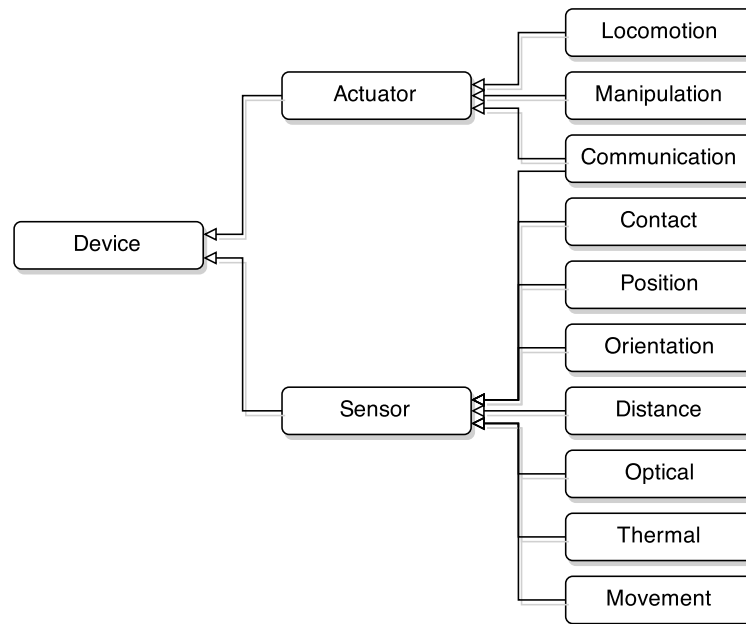 Locomotion
Actuator
Manipulation
Communication
Contact
Device
Position
Orientation
Sensor
Distance
Optical
Thermal
Movement